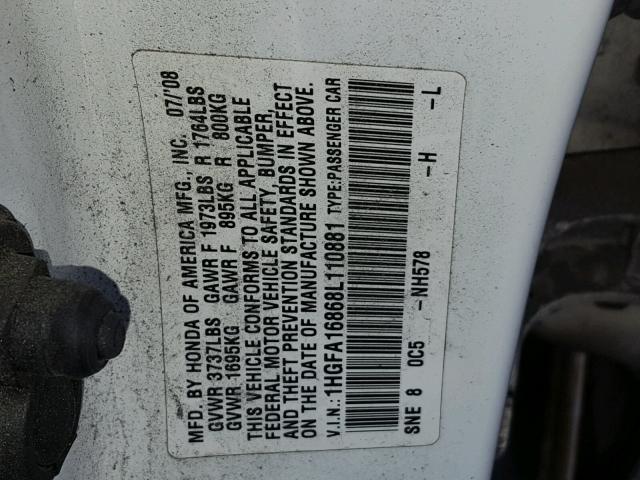 MFD. BY HONDA OF AMERICA MFG., INC. 07/'08
GVWR 3737LBS GAWR F 1973LBS R 1764LBS
GVWR 1695KG GAWR F 895KG R 800KG
THIS VEHICLE CONFORMS TO ALL APPLICABLE
FEDERAL MOTOR VEHICLE SAFETY, BUMPER,
AND THEFT PREVENTION STANDARDS IN EFFECT
ON THE DATE OF MANUFACTURE SHOWN ABOVE.
V.I.N.:1HGFA16868L110881 TYPE:PASSENGER CAR
SNE 8 0C5 -NH578 -H -L